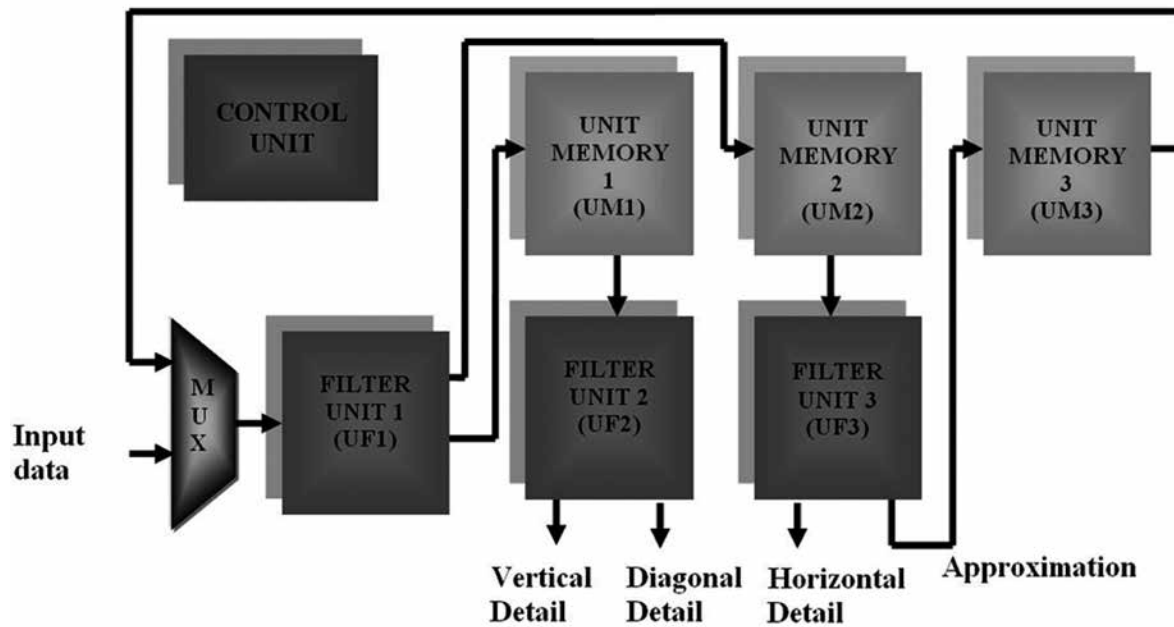 CONTROL
UNIT
UNIT
MEMORY
1
(UM1)
UNIT
MEMORY
2
(UM2)
UNIT
MEMORY
3
(UM3)
MUX
FILTER
UNIT 1
(UF1)
FILTER
UNIT 2
(UF2)
FILTER
UNIT 3
(UF3)
Input
data
Vertical
Detail
Diagonal
Detail
Horizontal
Detail
Approximation